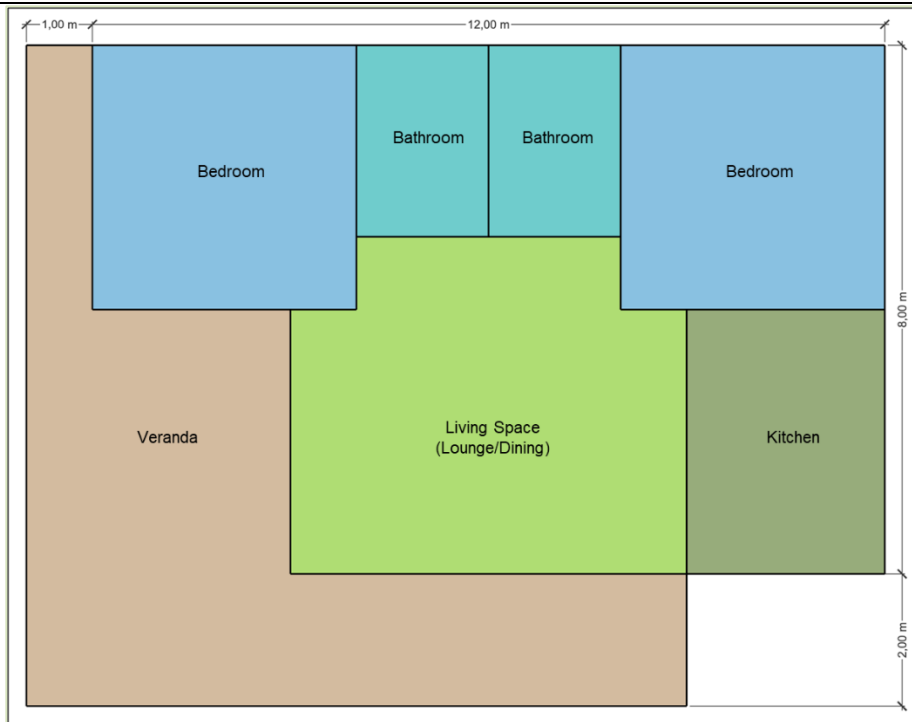 1,00 m
12,00 m
Bathroom
Bathroom
Bedroom
Bedroom
8,00 m
Living Space
(Lounge/Dining)
Veranda
Kitchen
2,00 m